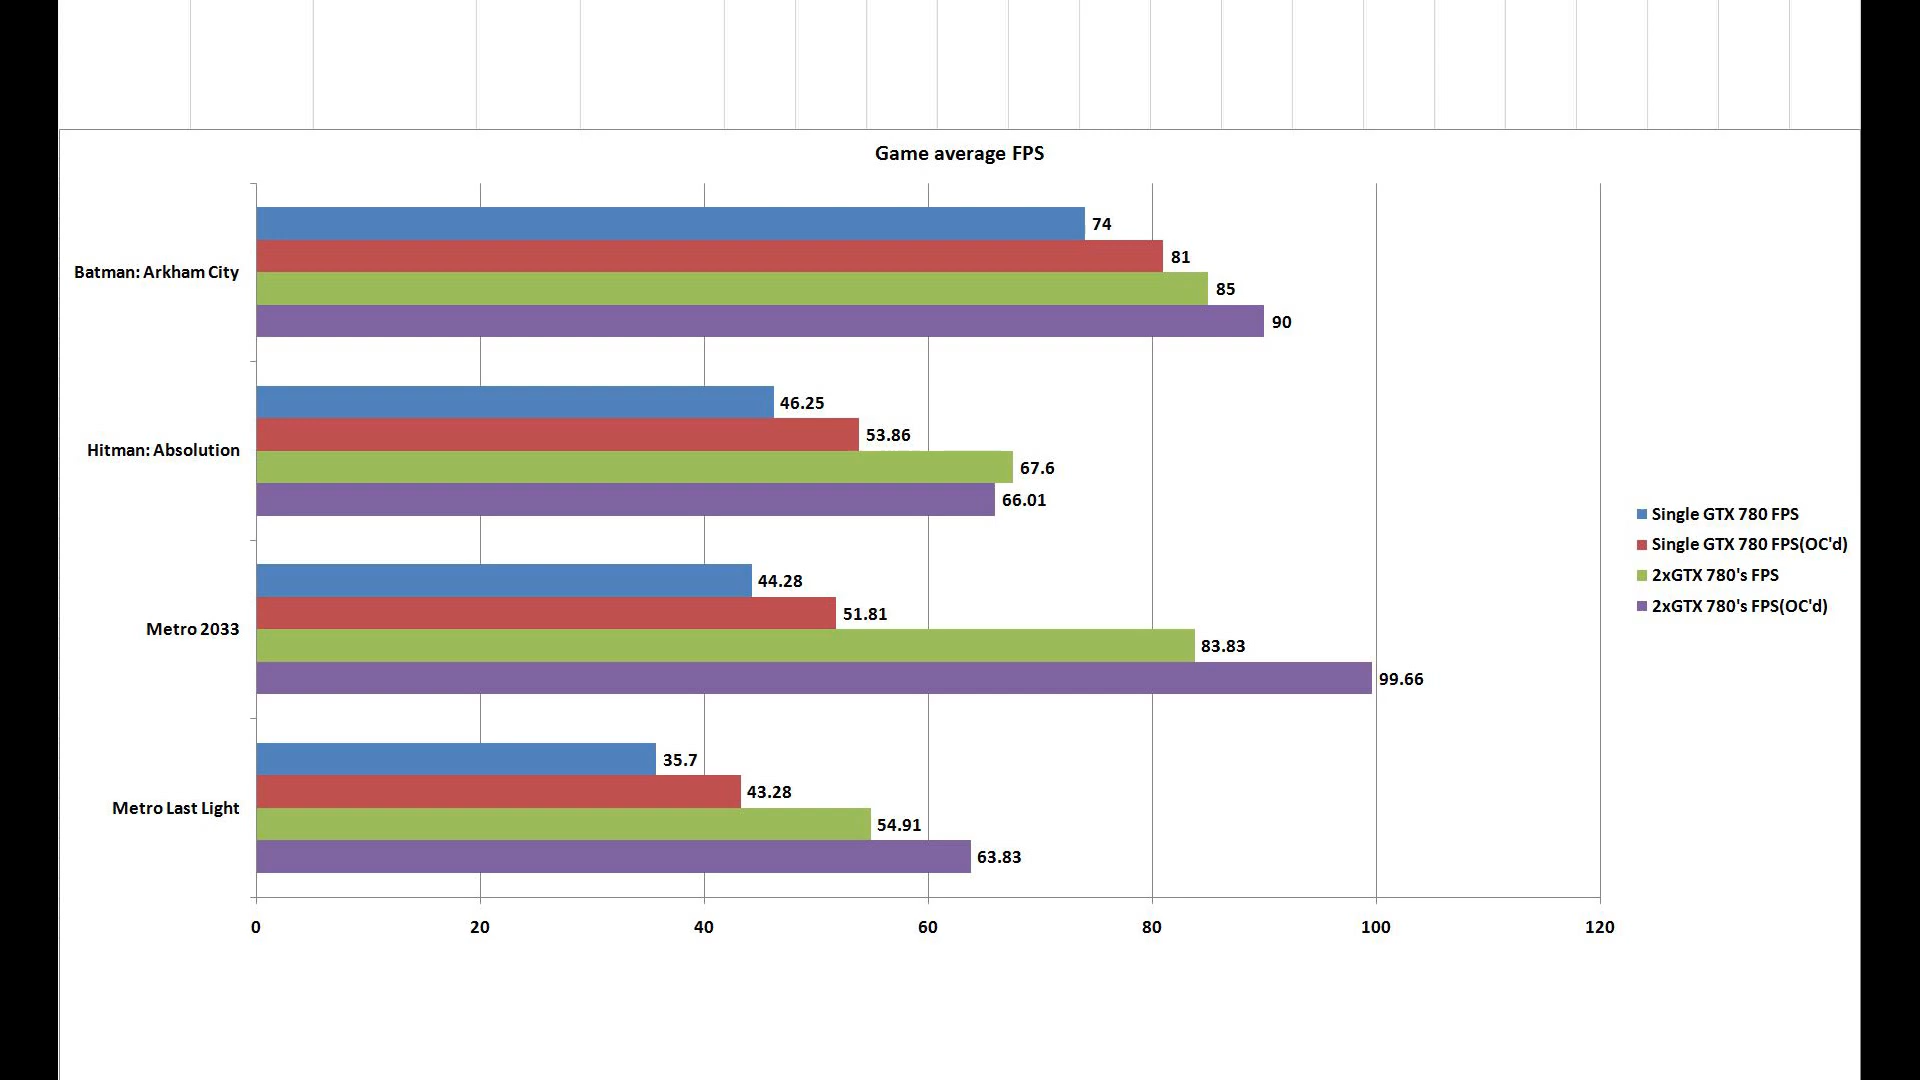 Game average FPS
Batman: Arkham City
74
81
85
90
Hitman: Absolution
46.25
53.86
67.6
66.01
Metro 2033
44.28
51.81
83.83
99.66
Metro Last Light
35.7
43.28
54.91
63.83
0 20 40 60 80 100 120
Single GTX 780 FPS
Single GTX 780 FPS(OC'd)
2xGTX 780's FPS
2xGTX 780's FPS(OC'd)